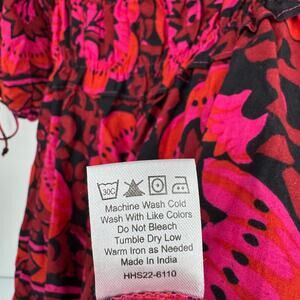 30C
Machine Wash Cold
Wash With Like Colors
Do Not Bleach
Tumble Dry Low
Warm Iron as Needed
Made In India
HHS22-6110